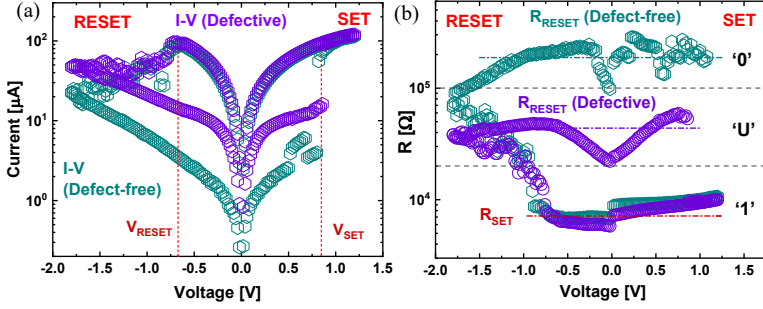 (a)
RESET
I-V (Defective)
SET
I-V
(Defect-free)
V_RESET
V_SET
Current [µA]
10²
10¹
10⁰
-2.0 -1.5 -1.0 -0.5 0.0 0.5 1.0 1.5
Voltage [V]
(b)
RESET
R_RESET (Defect-free)
SET
'0'
R_RESET (Defective)
'U'
R_SET
'1'
R [Ω]
10⁵
10⁴
-2.0 -1.5 -1.0 -0.5 0.0 0.5 1.0 1.5
Voltage [V]